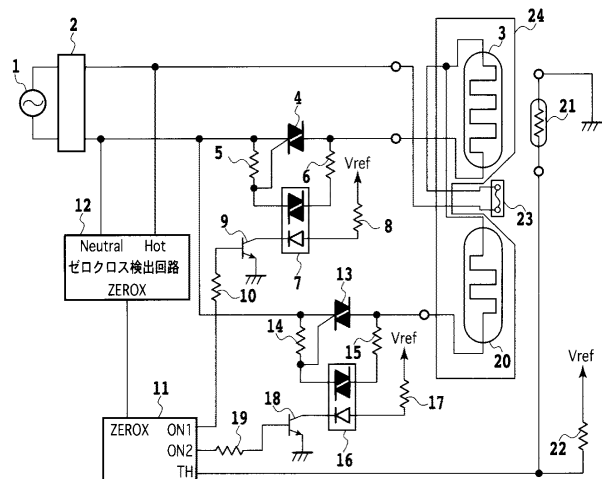 24
2
3
1
4
21
5
6
Vref
12
9
8
23
Neutral Hot
ゼロクロス検出回路
ZEROX
7
10
13
14
15
Vref
20
11
18
17
Vref
19
16
22
ZEROX ON1
ON2
TH